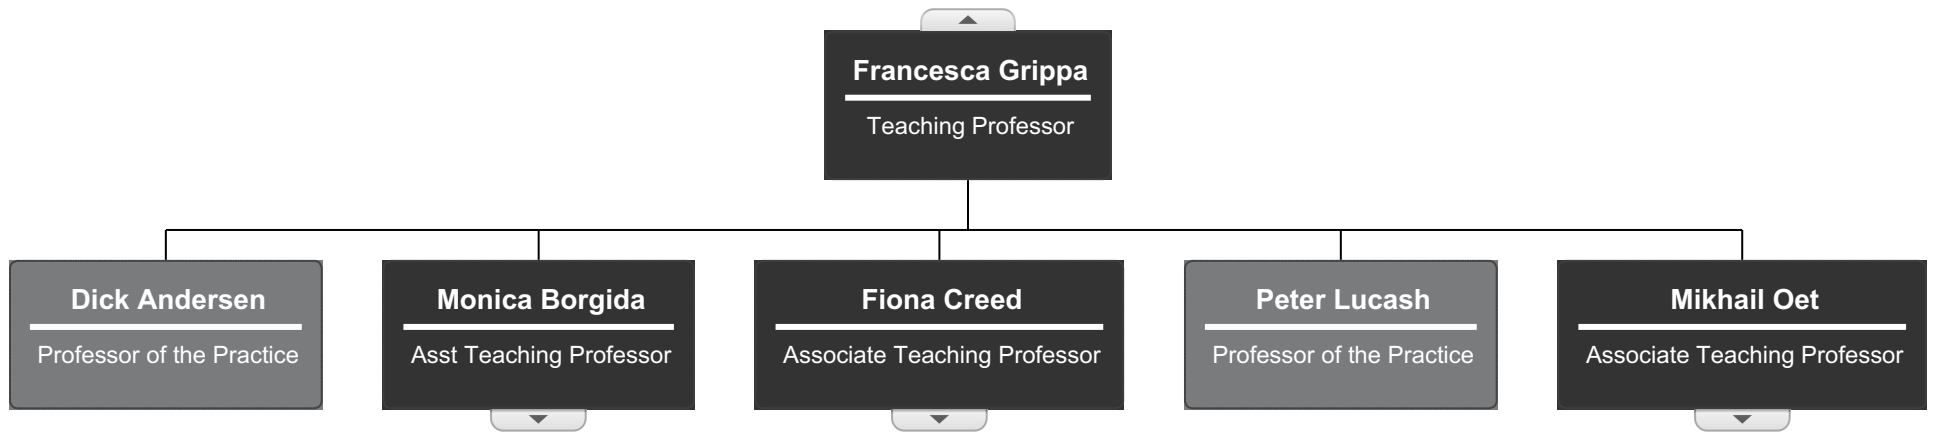 Francesca Grippa
Teaching Professor
Dick Andersen
Professor of the Practice
Monica Borgida
Asst Teaching Professor
Fiona Creed
Associate Teaching Professor
Peter Lucash
Professor of the Practice
Mikhail Oet
Associate Teaching Professor